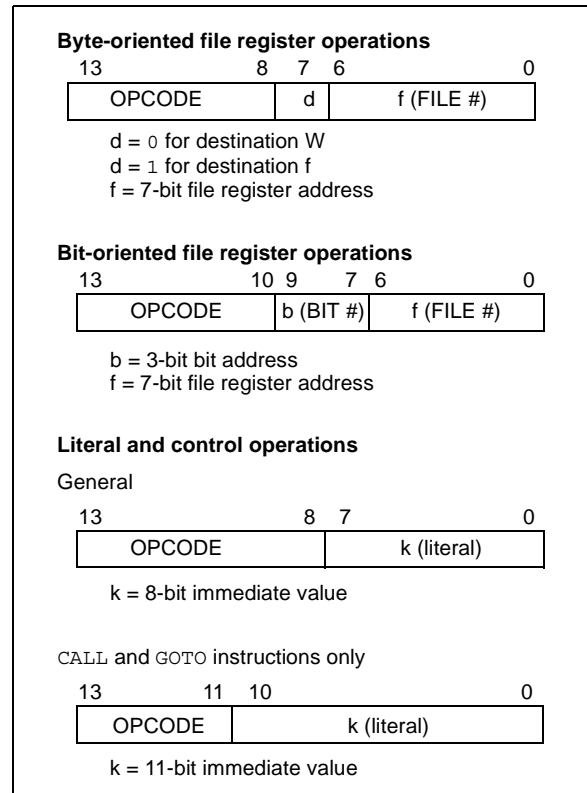 Byte-oriented file register operations
13 8 7 6 0
OPCODE d f (FILE #)
d = 0 for destination W
d = 1 for destination f
f = 7-bit file register address
Bit-oriented file register operations
13 10 9 7 6 0
OPCODE b (BIT #) f (FILE #)
b = 3-bit bit address
f = 7-bit file register address
Literal and control operations
General
13 8 7 0
OPCODE k (literal)
k = 8-bit immediate value
CALL and GOTO instructions only
13 11 10 0
OPCODE k (literal)
k = 11-bit immediate value